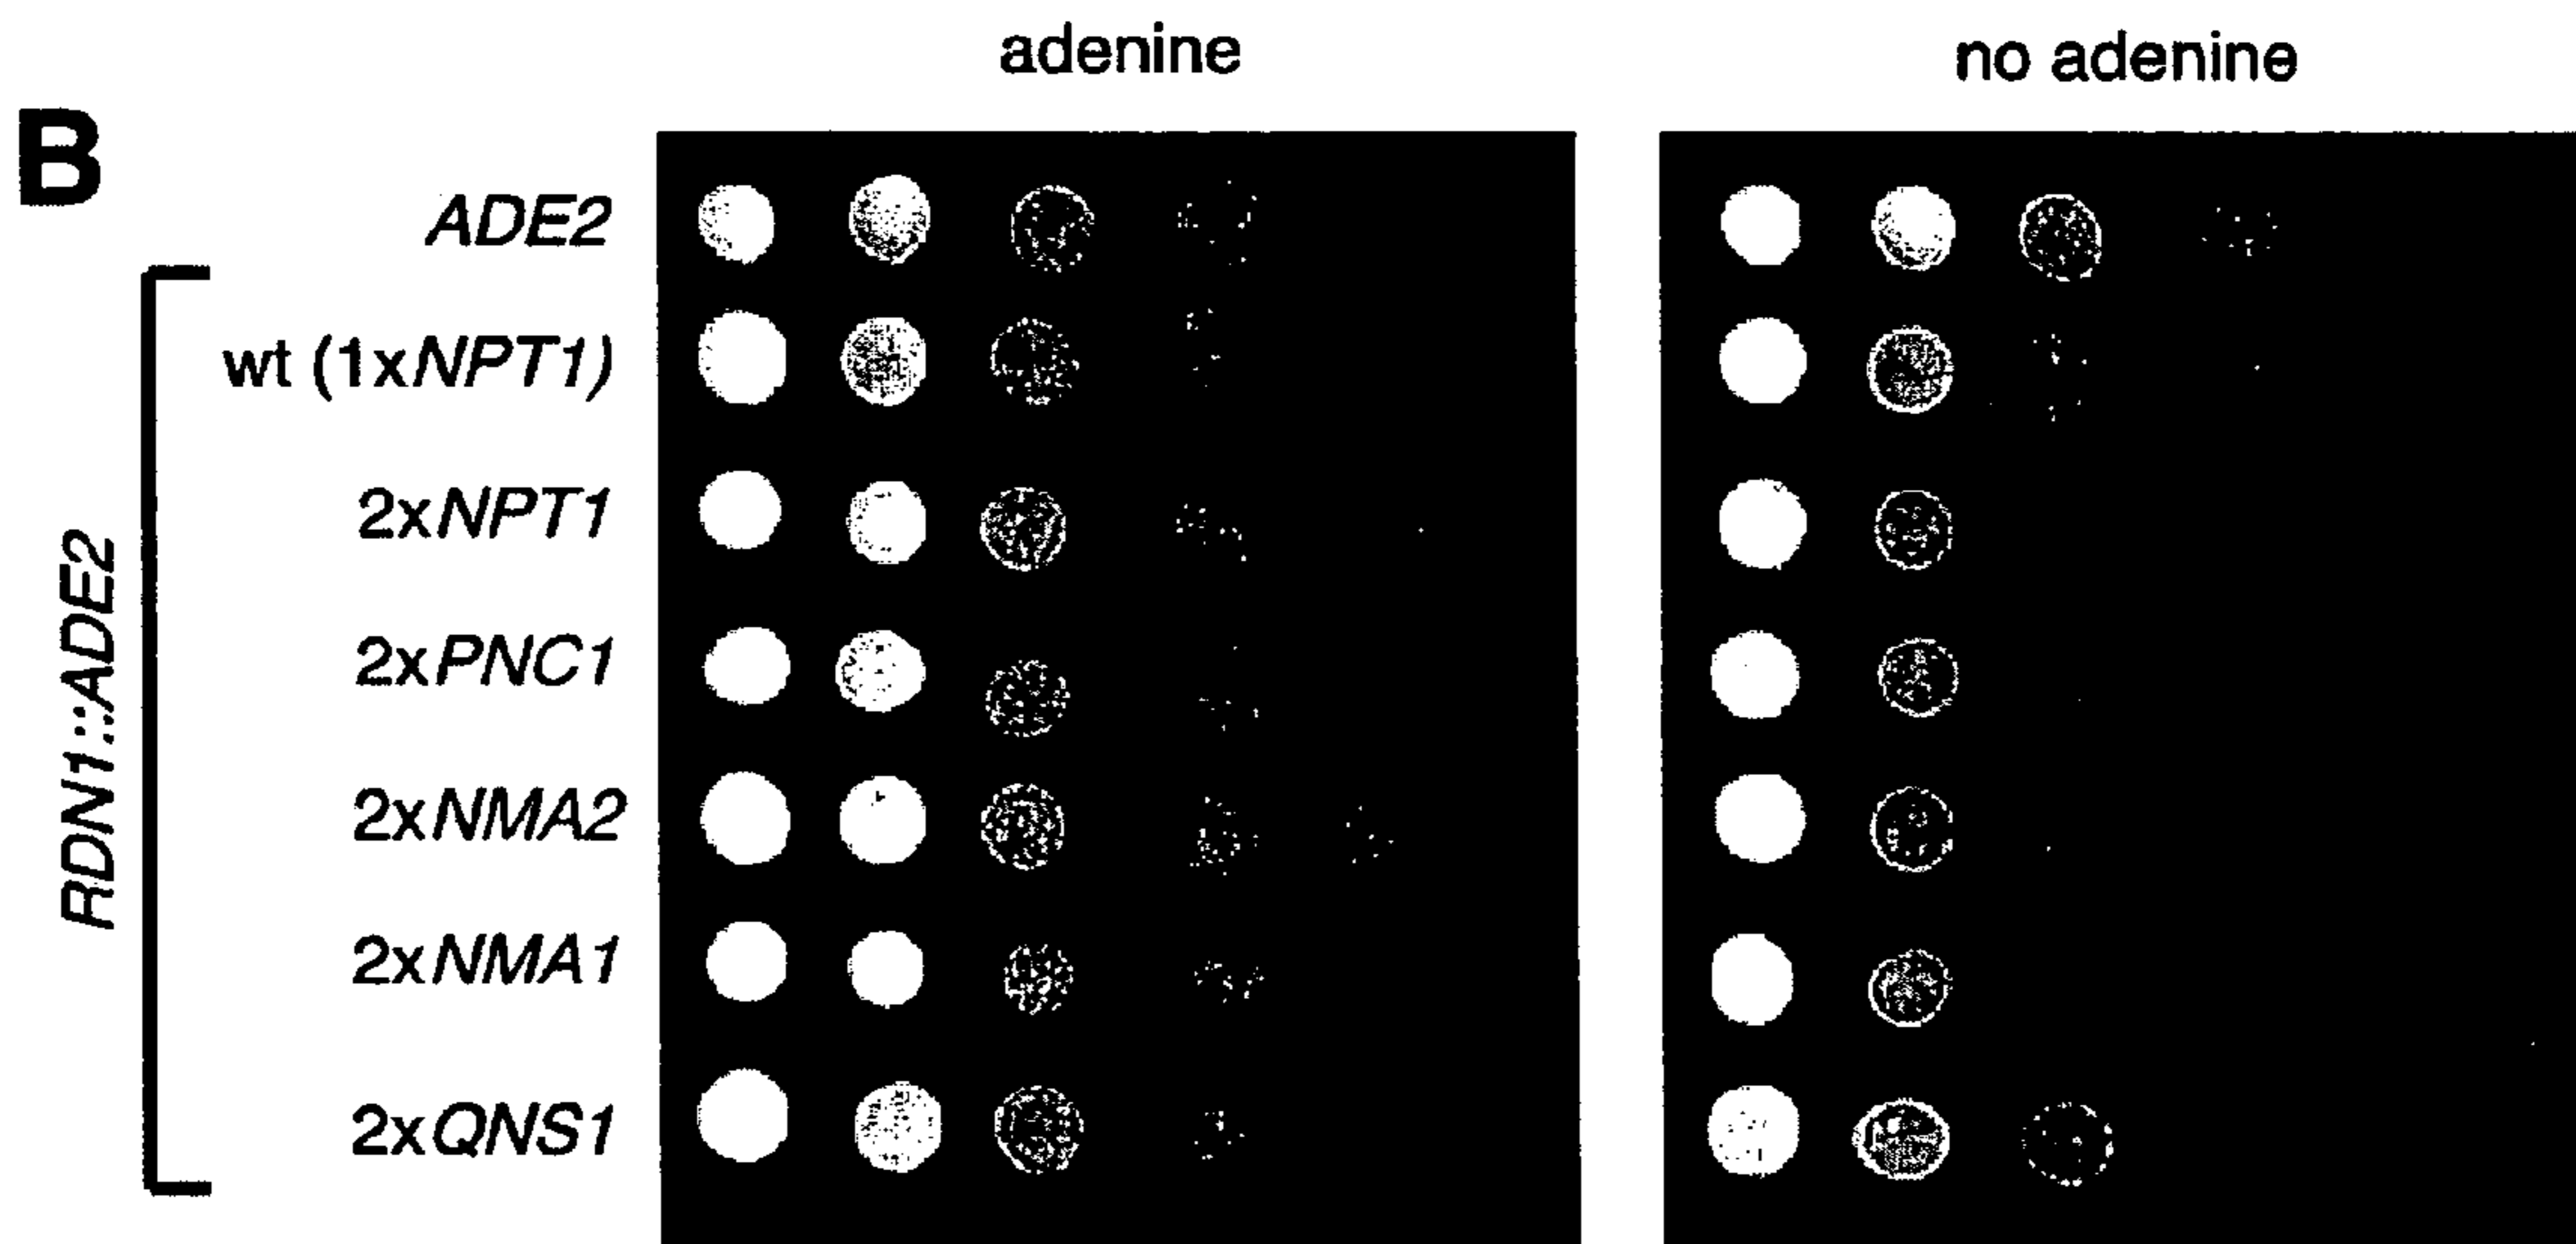 adenine
no adenine
B
ADE2
wt (1xNPT1)
2xNPT1
2xPNC1
2xNMA2
2xNMA1
2xQNS1
RDN1::ADE2